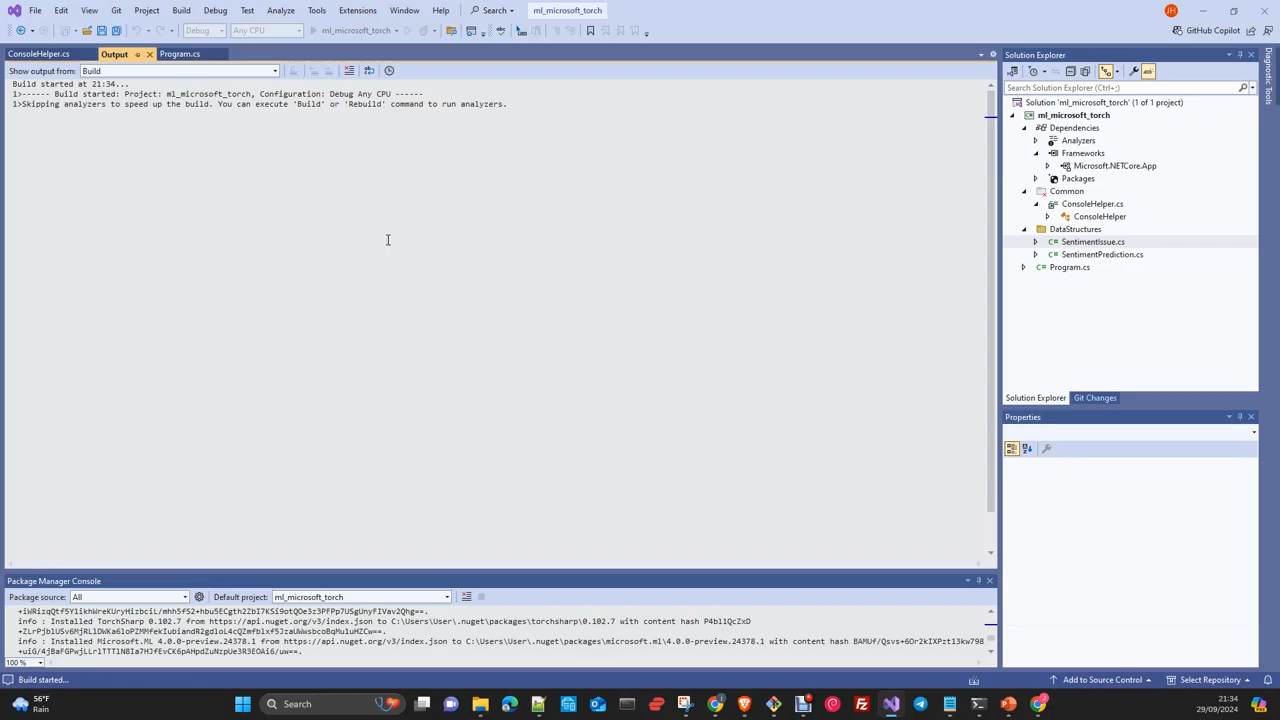 File Edit View Git Project Build Debug Test Analyze Tools Extensions Window Help Search ml_microsoft_torch JH
Debug Any CPU ml_microsoft_torch GitHub Copilot
ConsoleHelper.cs Output Program.cs
Show output from: Build
Build started at 21:34...
1>------ Build started: Project: ml_microsoft_torch, Configuration: Debug Any CPU ------
1>Skipping analyzers to speed up the build. You can execute 'Build' or 'Rebuild' command to run analyzers.
Solution Explorer
Search Solution Explorer (Ctrl+;)
Solution 'ml_microsoft_torch' (1 of 1 project)
ml_microsoft_torch
Dependencies
Analyzers
Frameworks
Microsoft.NETCore.App
Packages
Common
ConsoleHelper.cs
ConsoleHelper
DataStructures
SentimentIssue.cs
SentimentPrediction.cs
Program.cs
Solution Explorer Git Changes
Properties
Diagnostic Tools
Package Manager Console
Package source: All Default project: ml_microsoft_torch
info : Installed TorchSharp 0.102.7 from https://api.nuget.org/v3/index.json to C:\Users\User\.nuget\packages\torchsharp\0.102.7 with content hash P4bl1QcZxD
info : Installed Microsoft.ML 4.0.0-preview.24378.1 from https://api.nuget.org/v3/index.json to C:\Users\User\.nuget\packages\microsoft.ml\4.0.0-preview.24378.1 with content hash
100 %
Build started... Add to Source Control Select Repository
56°F
Rain
Search
21:34
29/09/2024